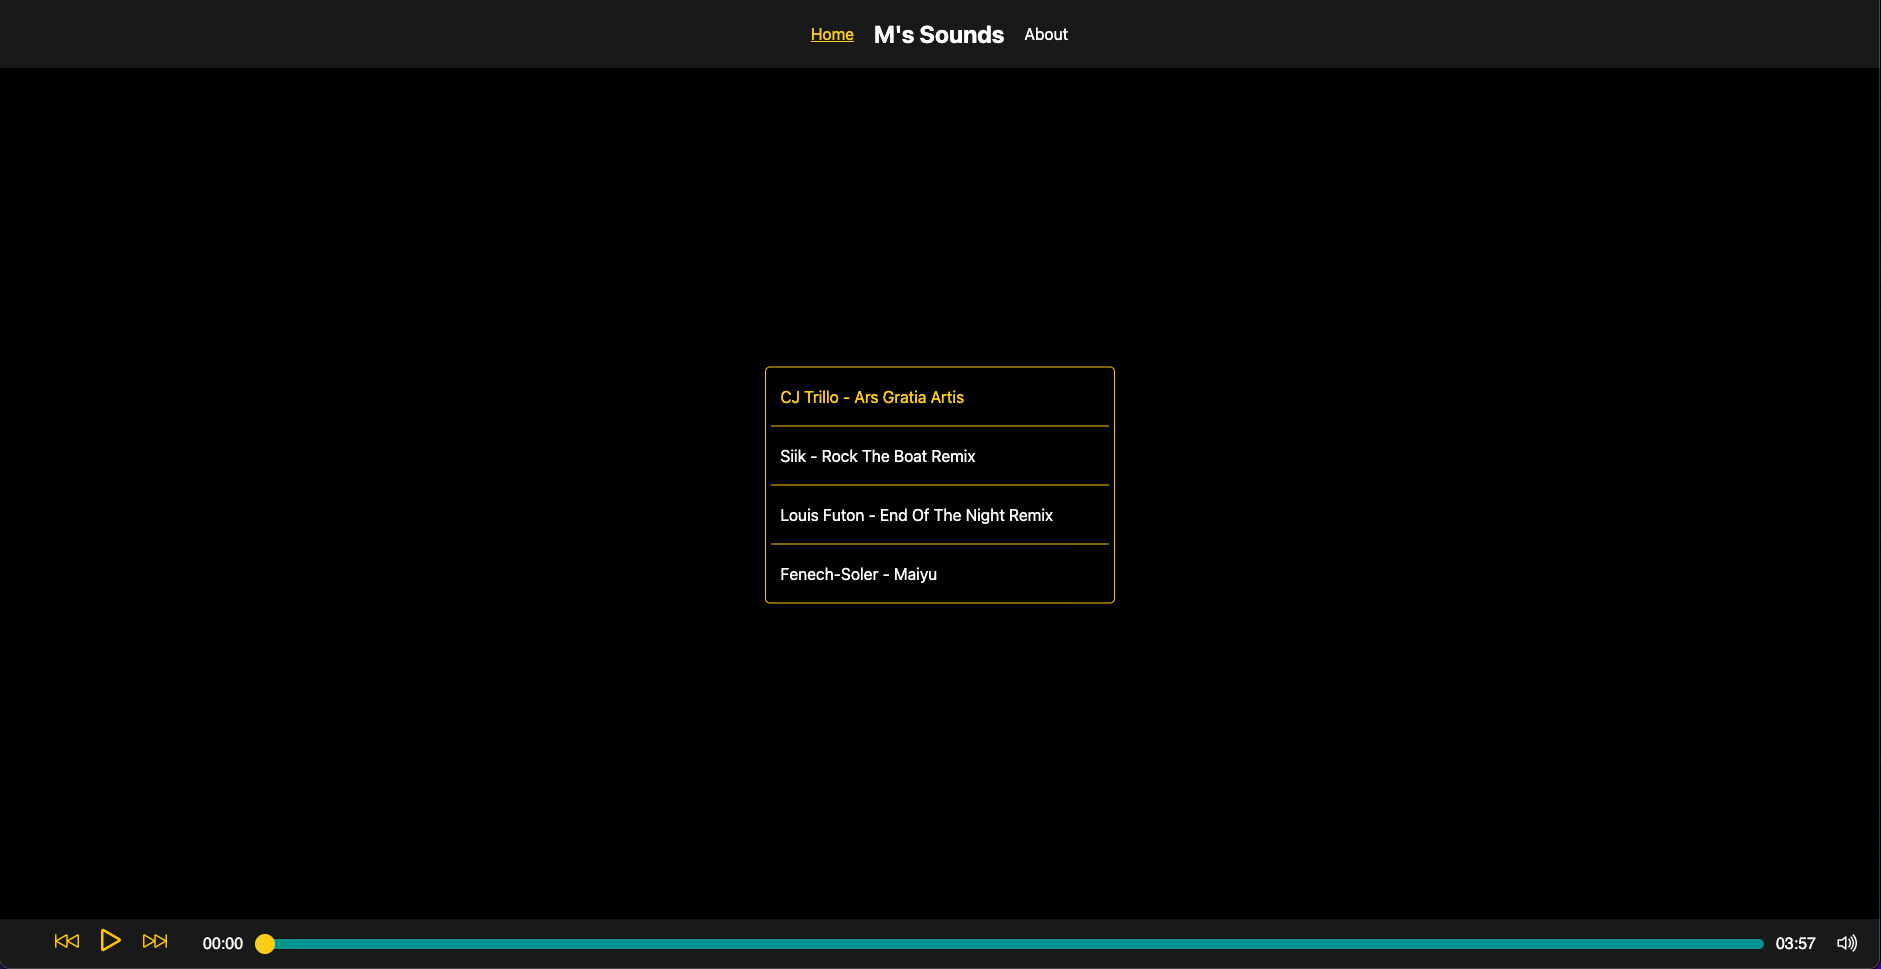 Home M's Sounds About
CJ Trillo - Ars Gratia Artis
Siik - Rock The Boat Remix
Louis Futon - End Of The Night Remix
Fenech-Soler - Maiyu
00:00 03:57